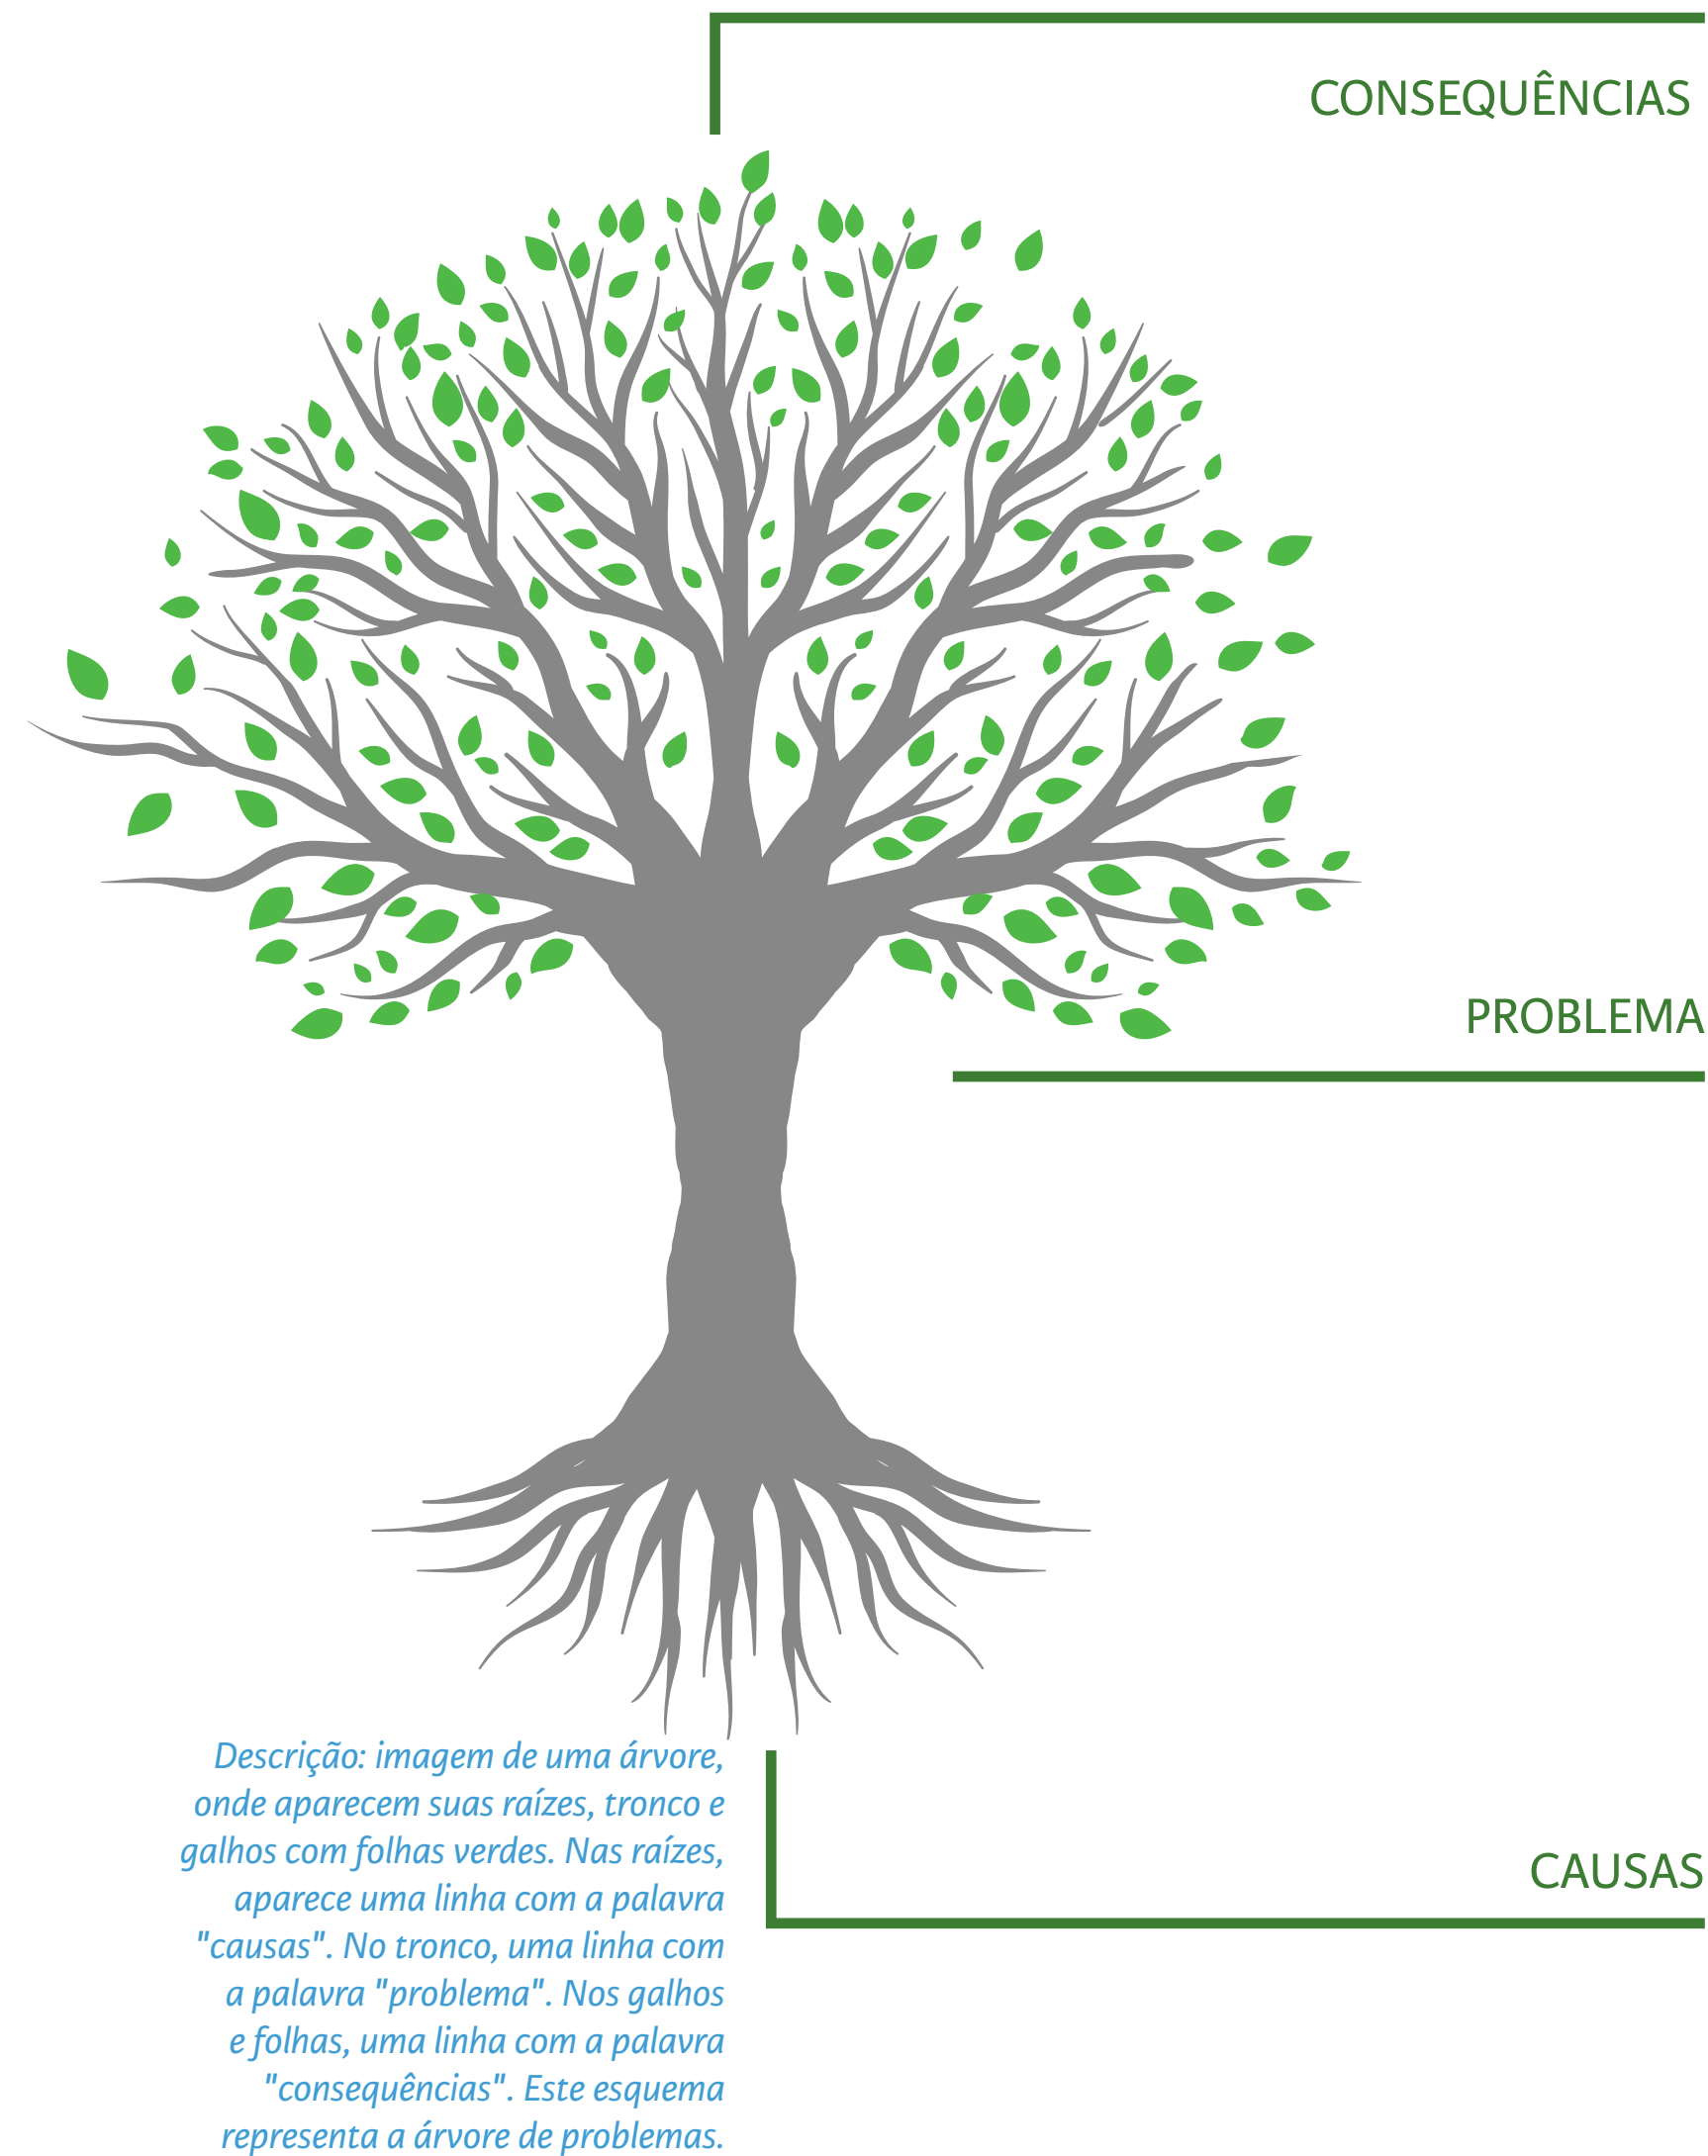 CONSEQUÊNCIAS
PROBLEMA
Descrição: imagem de uma árvore,
onde aparecem suas raízes, tronco e
galhos com folhas verdes. Nas raízes,
aparece uma linha com a palavra
"causas". No tronco, uma linha com
a palavra "problema". Nos galhos
e folhas, uma linha com a palavra
"consequências". Este esquema
representa a árvore de problemas.
CAUSAS